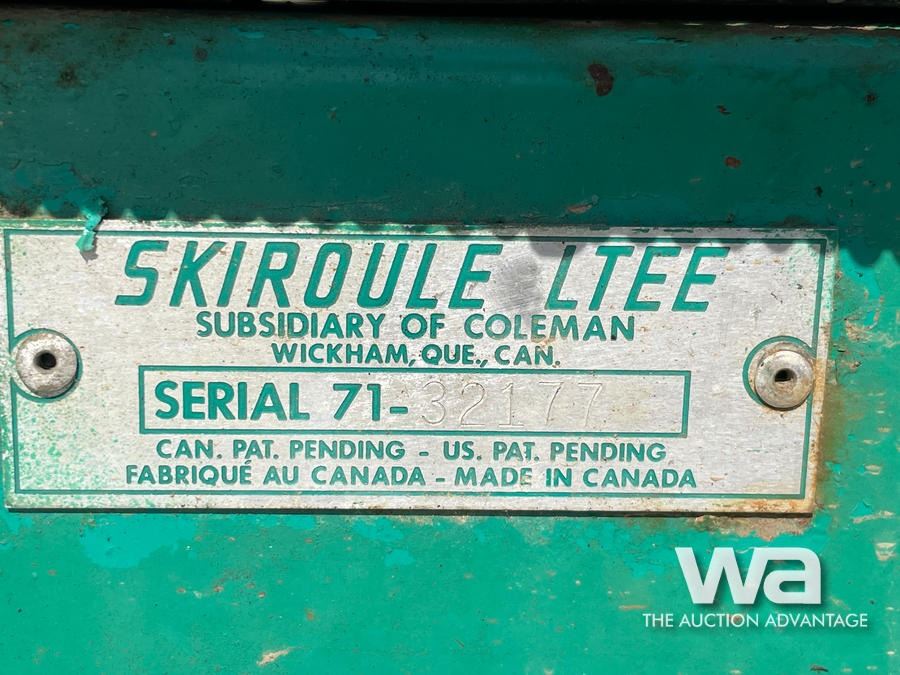 SKIROULE LTEE
SUBSIDIARY OF COLEMAN
WICKHAM, QUE., CAN.
SERIAL 71-32177
CAN. PAT. PENDING - US. PAT. PENDING
FABRIQUÉ AU CANADA - MADE IN CANADA
wa
THE AUCTION ADVANTAGE